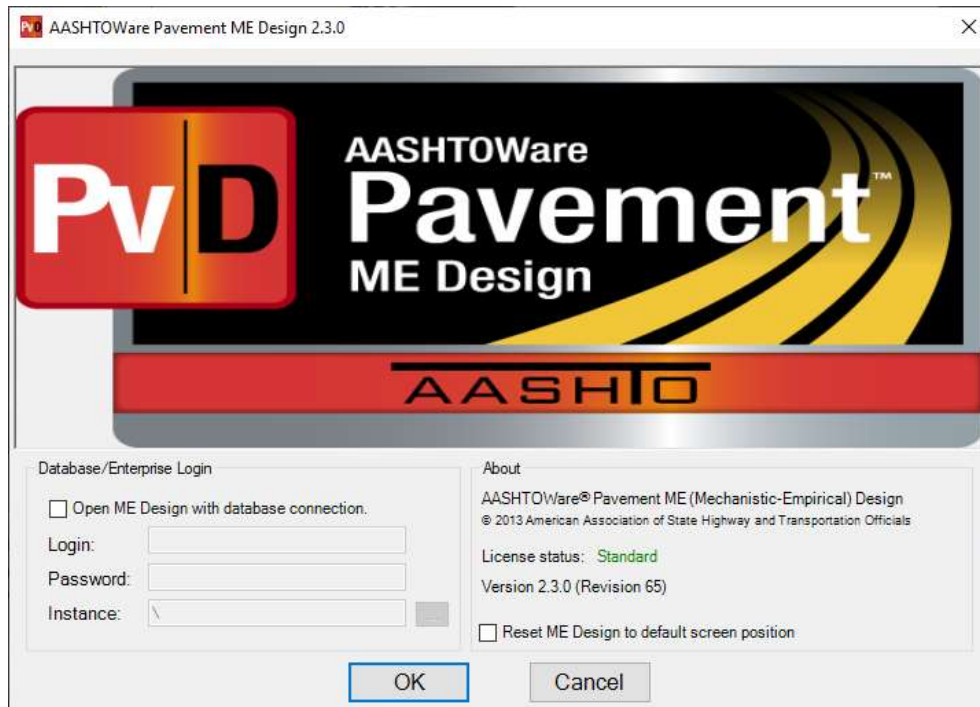 PvD AASHTOWare Pavement ME Design 2.3.0
Pv|D
AASHTOWare
Pavement™
ME Design
AASHTO
Database/Enterprise Login
Open ME Design with database connection.
Login:
Password:
Instance: \
...
About
AASHTOWare® Pavement ME (Mechanistic-Empirical) Design
© 2013 American Association of State Highway and Transportation Officials
License status: Standard
Version 2.3.0 (Revision 65)
Reset ME Design to default screen position
OK
Cancel